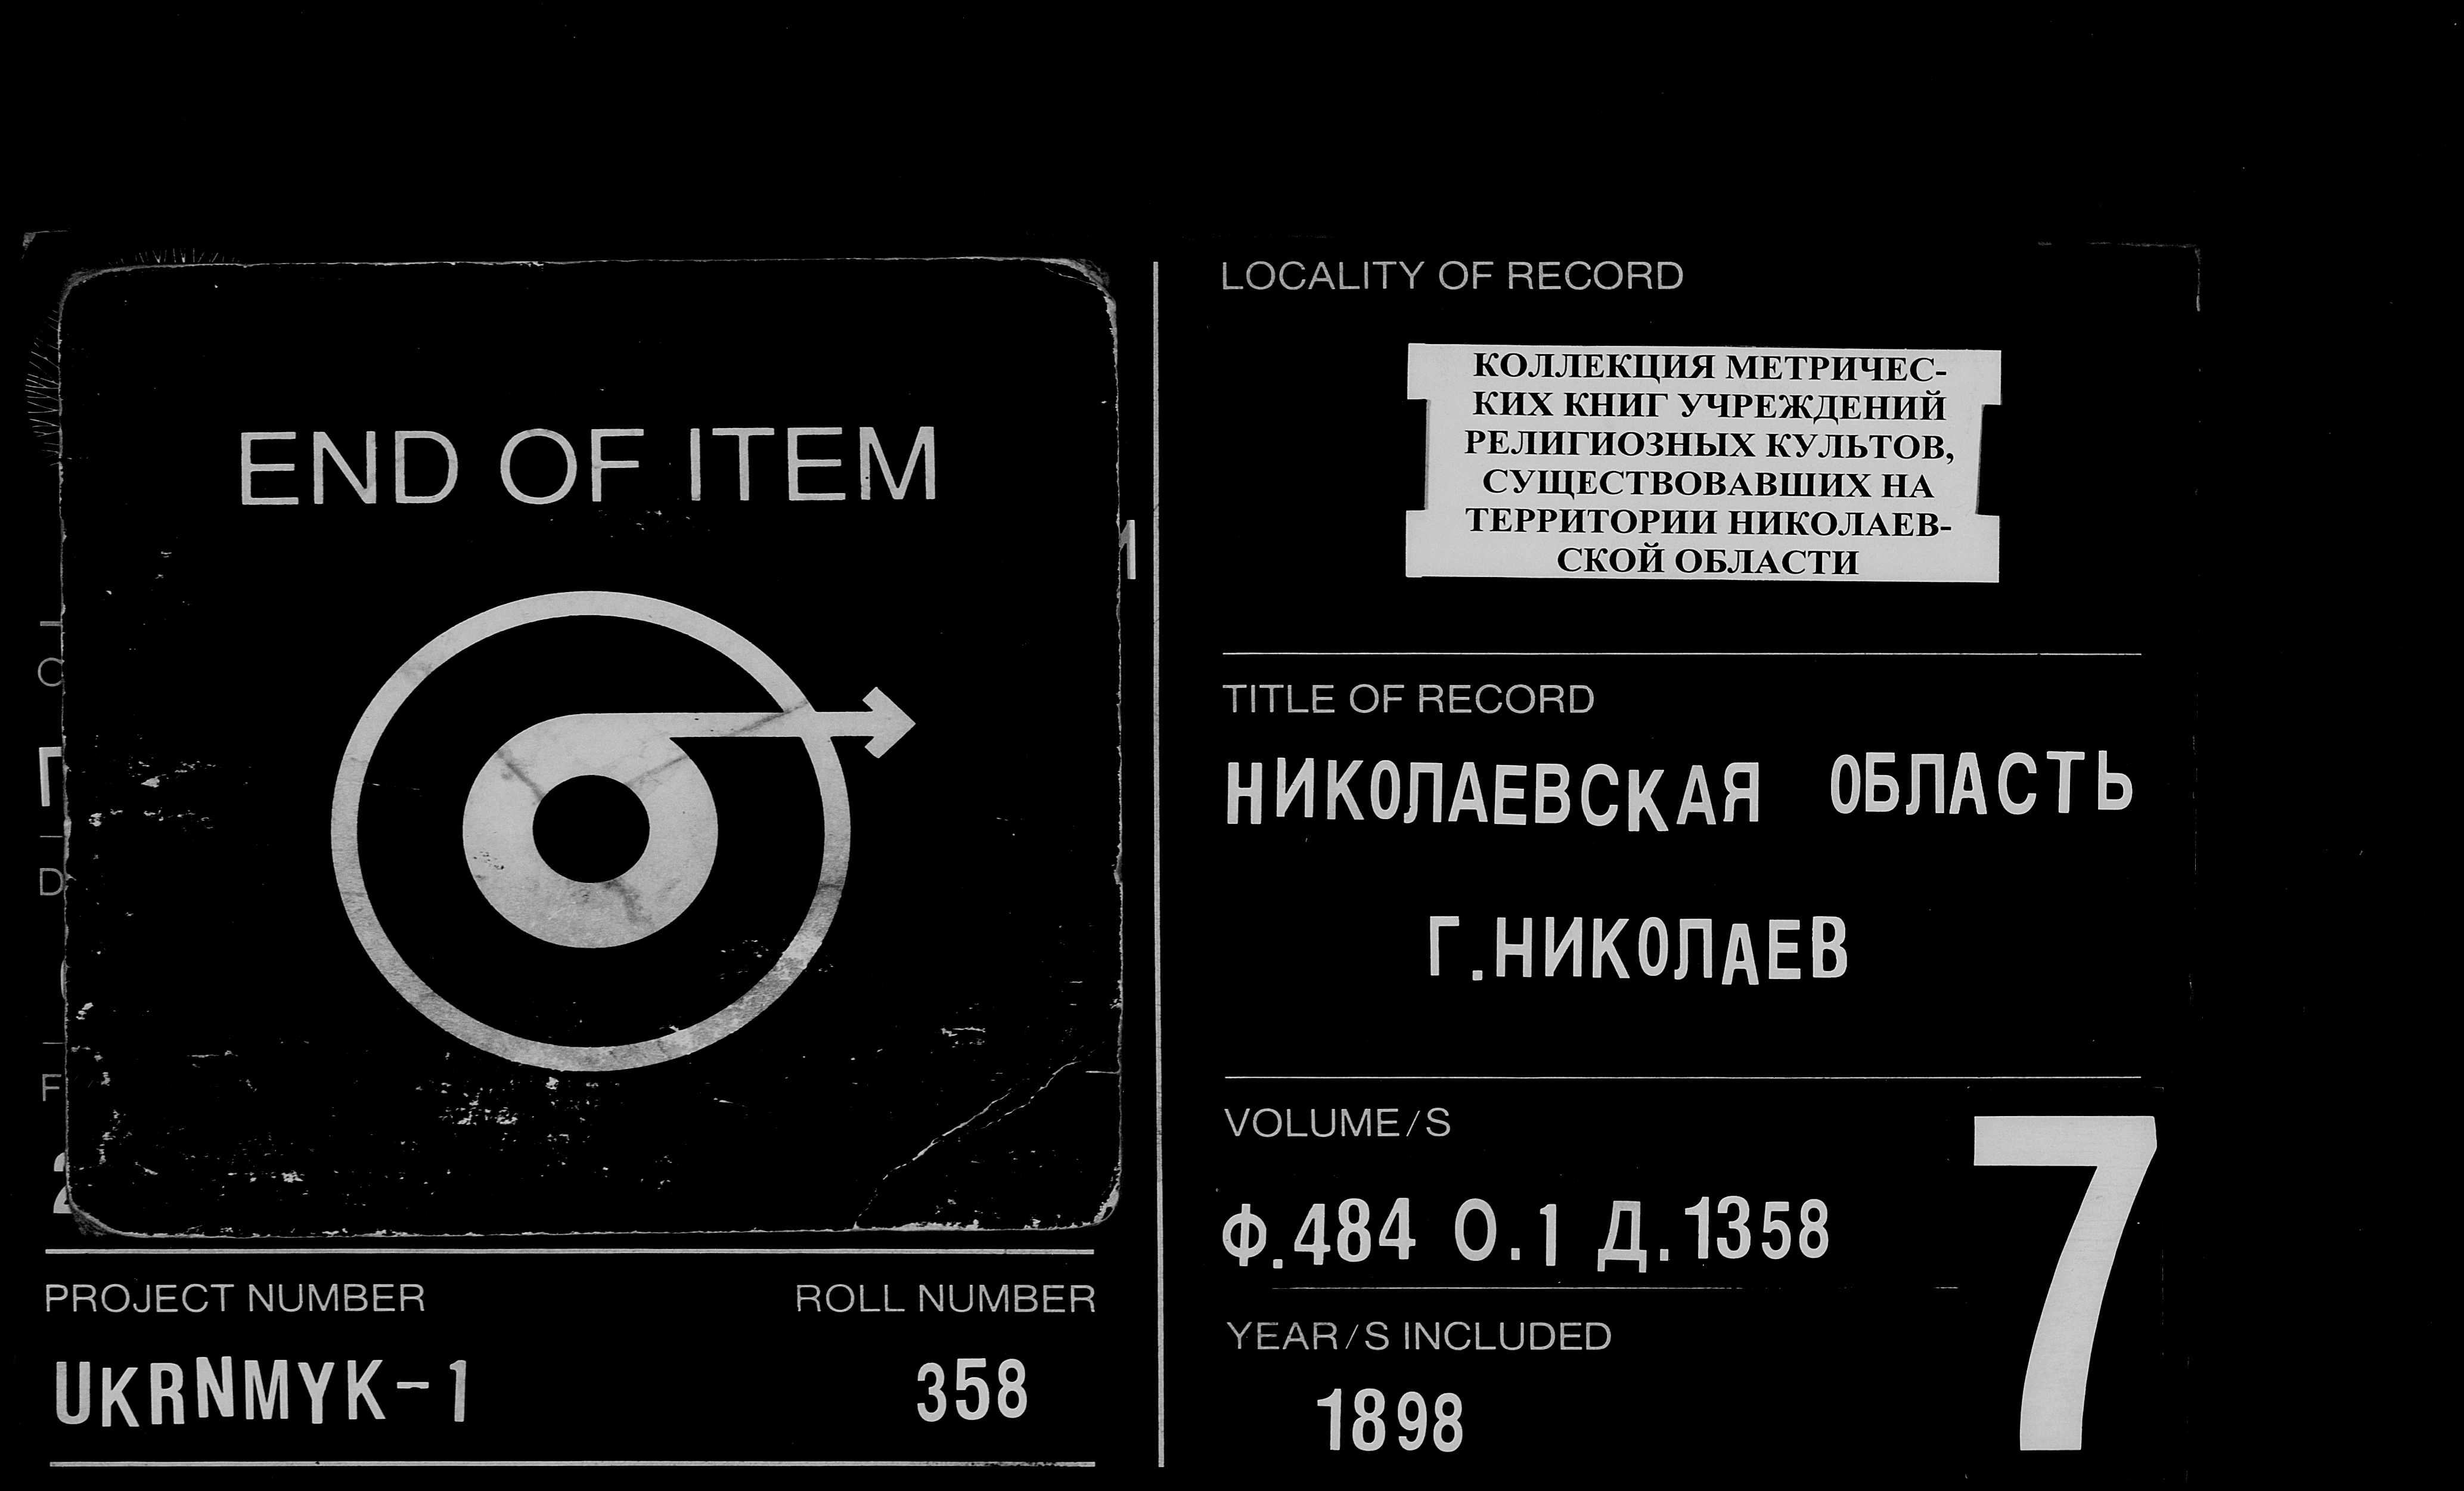 END OF ITEM
PROJECT NUMBER
ROLL NUMBER
UKRNMYK-1
358
LOCALITY OF RECORD
КОЛЛЕКЦИЯ МЕТРИЧЕС-
КИХ КНИГ УЧРЕЖДЕНИЙ
РЕЛИГИОЗНЫХ КУЛЬТОВ,
СУЩЕСТВОВАВШИХ НА
ТЕРРИТОРИИ НИКОЛАЕВ-
СКОЙ ОБЛАСТИ
TITLE OF RECORD
НИКОЛАЕВСКАЯ ОБЛАСТЬ
Г.НИКОЛАЕВ
VOLUME/S
Ф.484 О.1 Д.1358
YEAR/S INCLUDED
1898
7